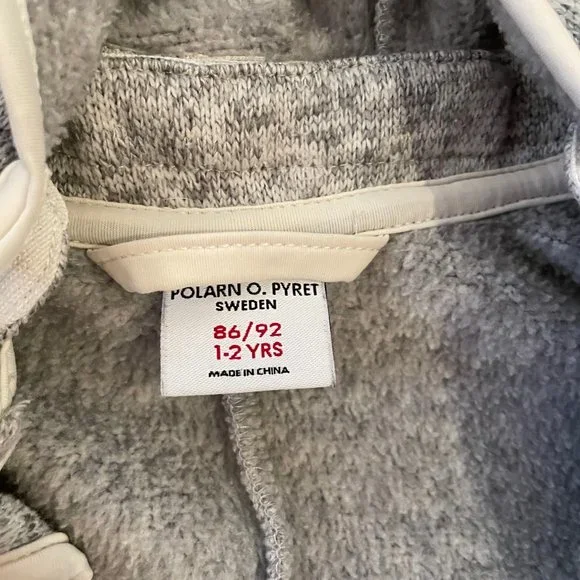 POLARN O. PYRET
SWEDEN
86/92
1-2 YRS
MADE IN CHINA